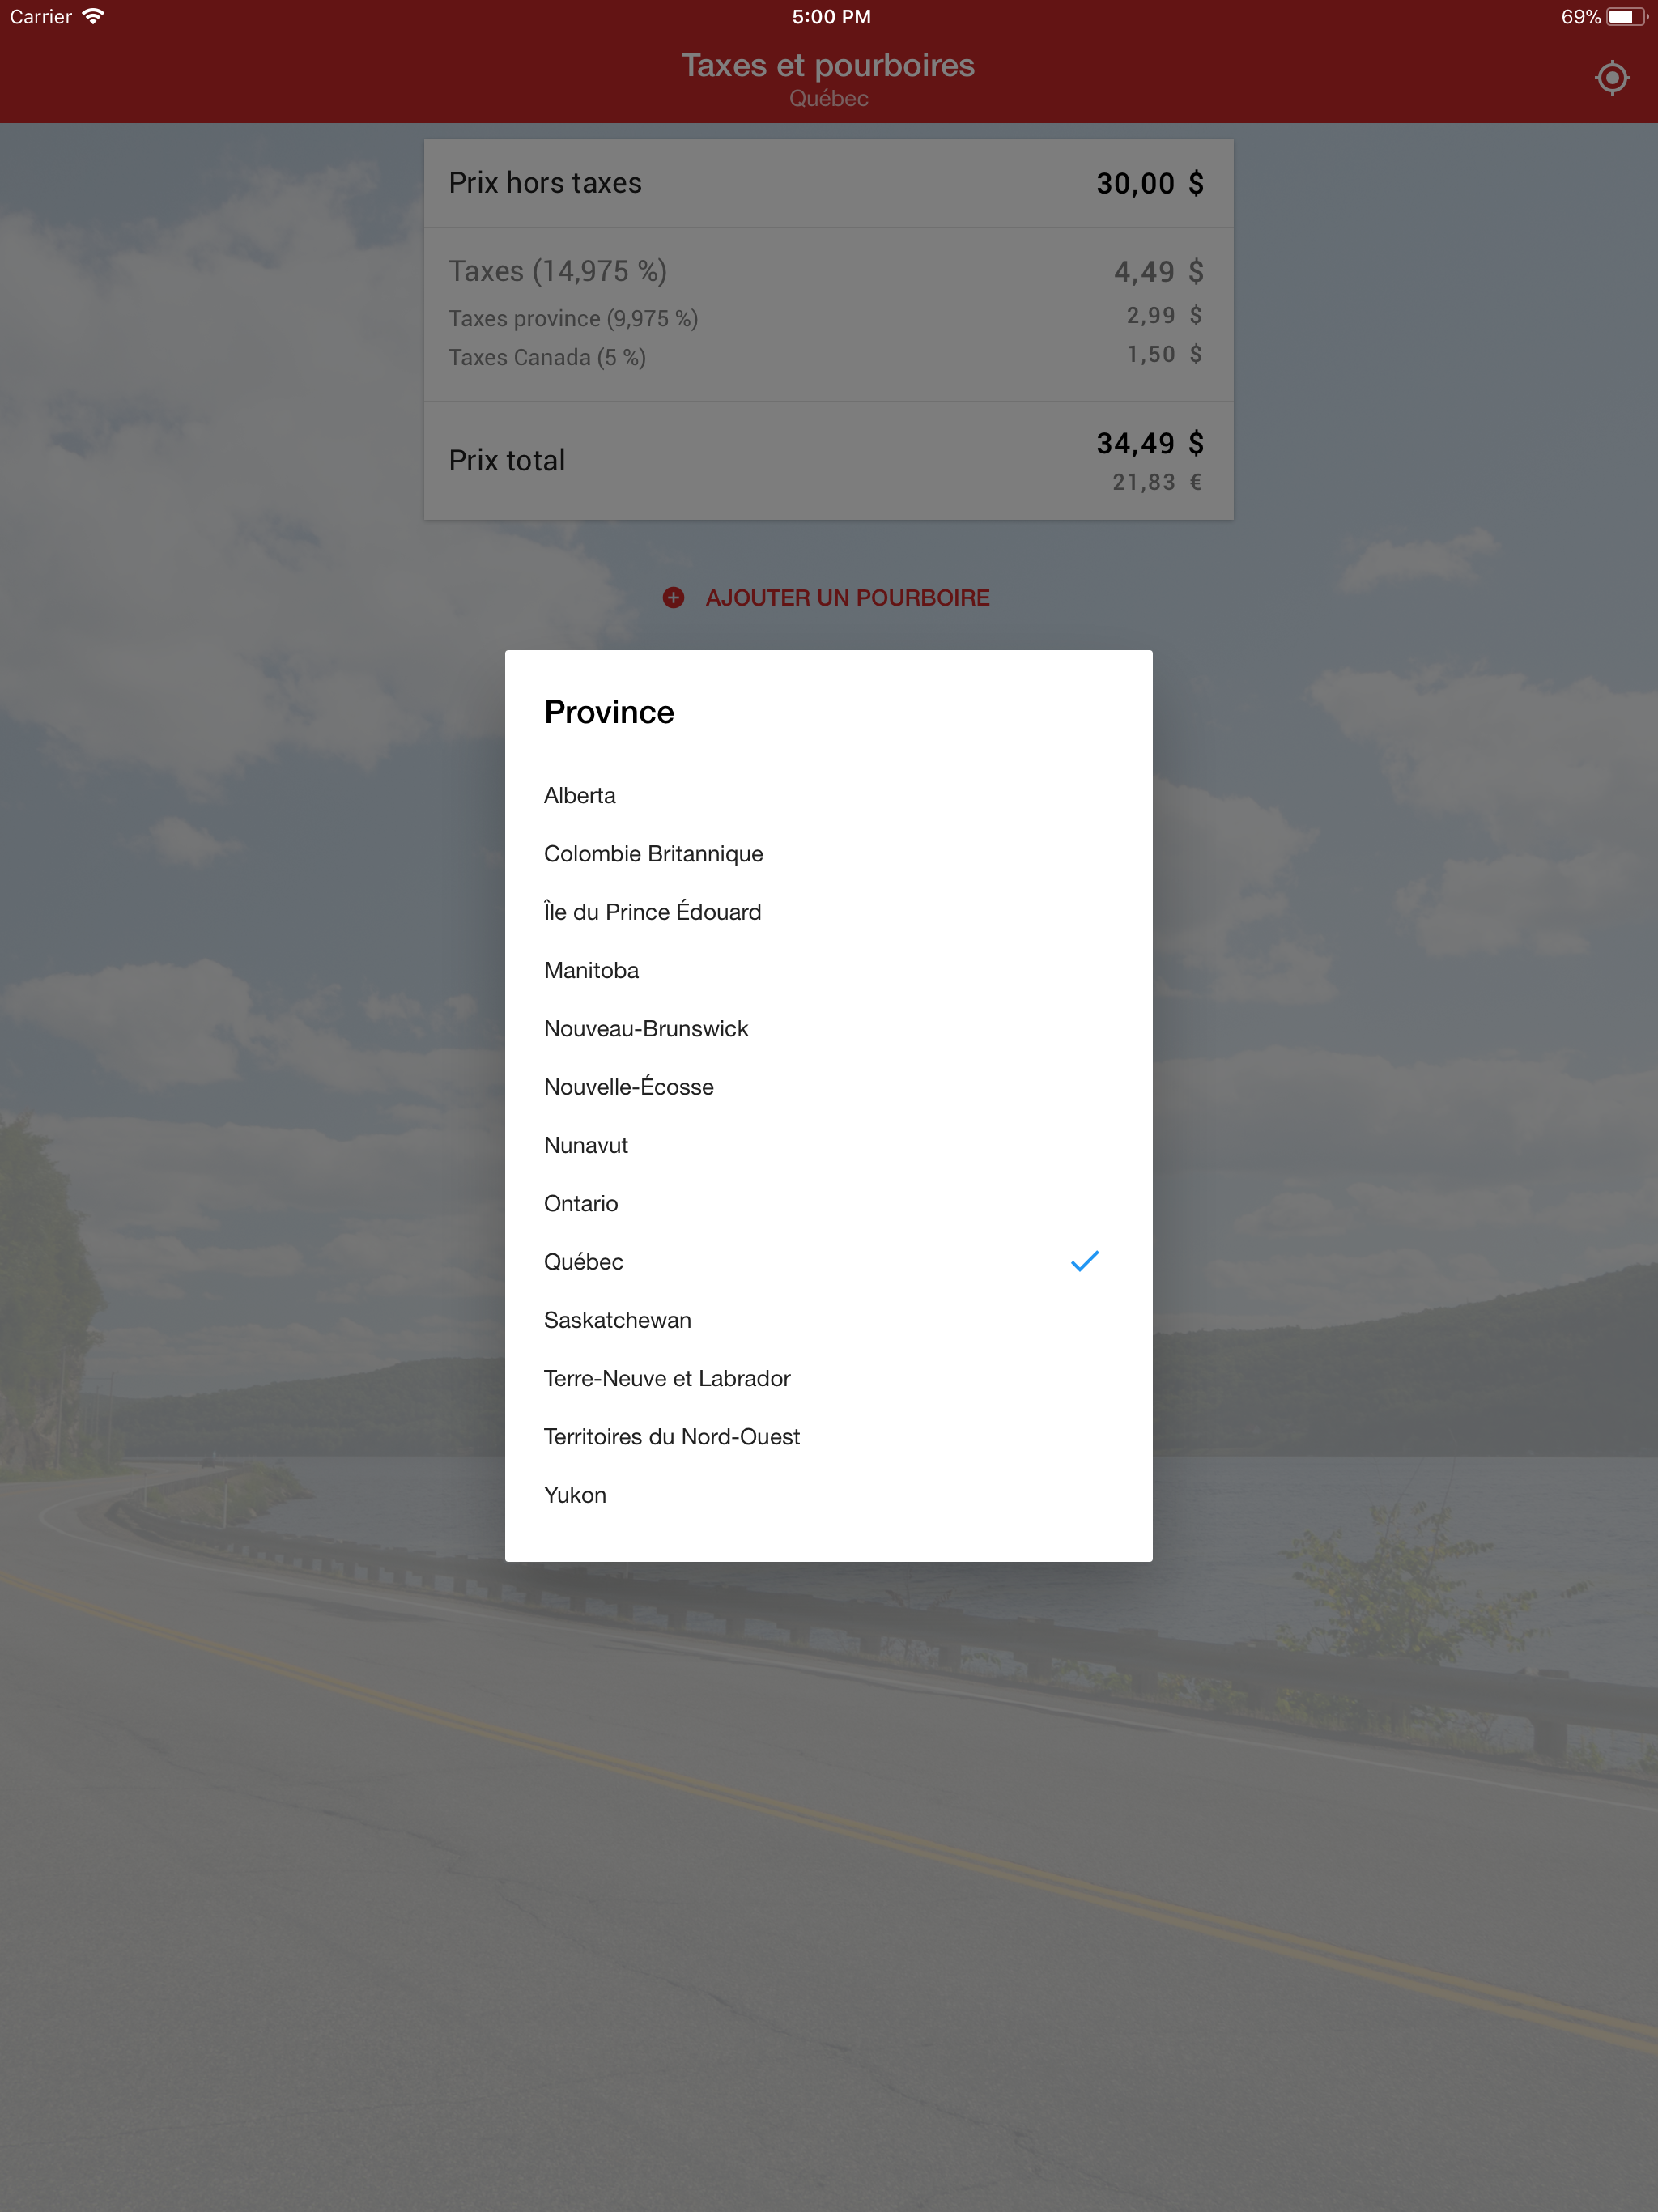 Carrier 5:00 PM 69%
Taxes et pourboires
Québec
Prix hors taxes 30,00 $
Taxes (14,975 %) 4,49 $
Taxes province (9,975 %) 2,99 $
Taxes Canada (5 %) 1,50 $
Prix total 34,49 $
21,83 €
AJOUTER UN POURBOIRE
Province
Alberta
Colombie Britannique
Île du Prince Édouard
Manitoba
Nouveau-Brunswick
Nouvelle-Écosse
Nunavut
Ontario
Québec
Saskatchewan
Terre-Neuve et Labrador
Territoires du Nord-Ouest
Yukon